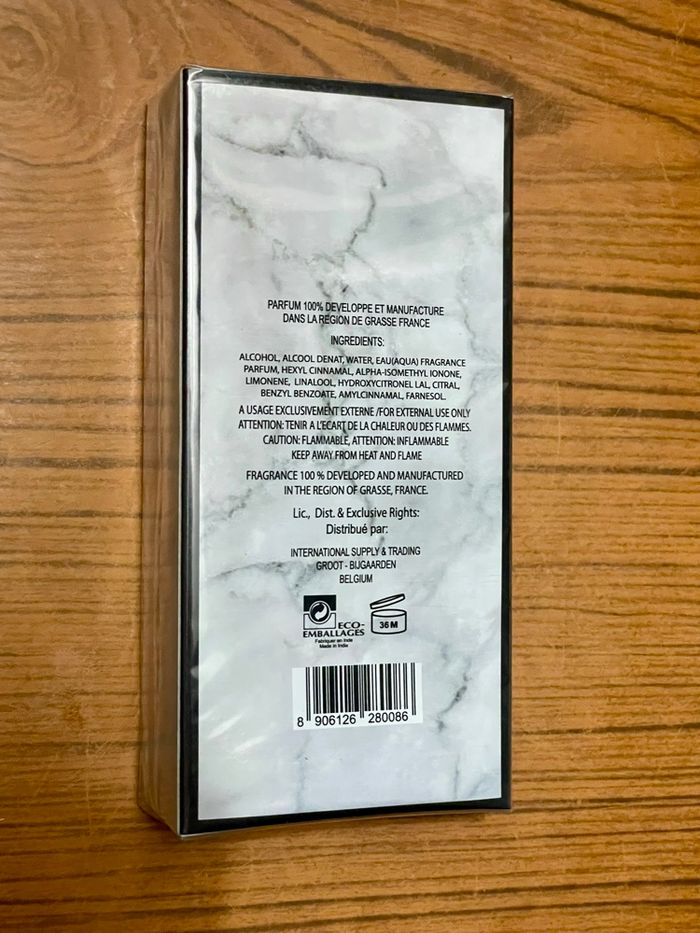 PARFUM 100% DEVELOPPE ET MANUFACTURE
DANS LA REGION DE GRASSE FRANCE
INGREDIENTS:
ALCOHOL, ALCOOL DENAT, WATER, EAU(AQUA) FRAGRANCE
PARFUM, HEXYL CINNAMAL, ALPHA-ISOMETHYL IONONE,
LIMONENE, LINALOOL, HYDROXYCITRONEL LAL, CITRAL,
BENZYL BENZOATE, AMYLCINNAMAL, FARNESOL.
A USAGE EXCLUSIVEMENT EXTERNE /FOR EXTERNAL USE ONLY
ATTENTION: TENIR A L'ECART DE LA CHALEUR OU DES FLAMMES.
CAUTION: FLAMMABLE, ATTENTION: INFLAMMABLE
KEEP AWAY FROM HEAT AND FLAME
FRAGRANCE 100 % DEVELOPED AND MANUFACTURED
IN THE REGION OF GRASSE, FRANCE.
Lic., Dist. & Exclusive Rights:
Distribué par:
INTERNATIONAL SUPPLY & TRADING
GROOT - BIJGAARDEN
BELGIUM
ECO-
EMBALLAGES
Fabriquer en Inde
Made in India
36 M
8 906126 280086